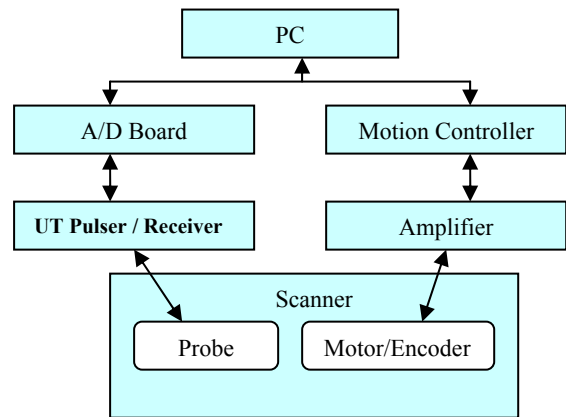 PC
A/D Board
Motion Controller
UT Pulser / Receiver
Amplifier
Scanner
Probe
Motor/Encoder